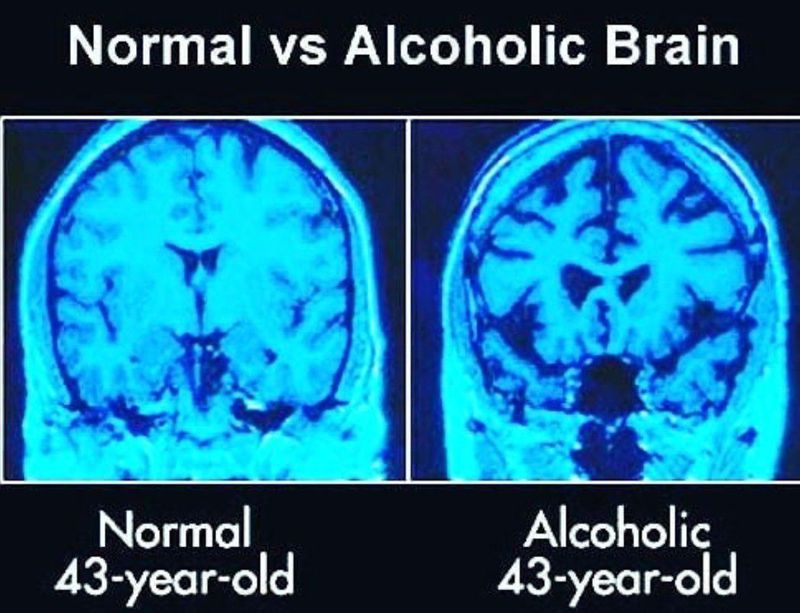 Normal vs Alcoholic Brain
Normal
43-year-old
Alcoholic
43-year-old